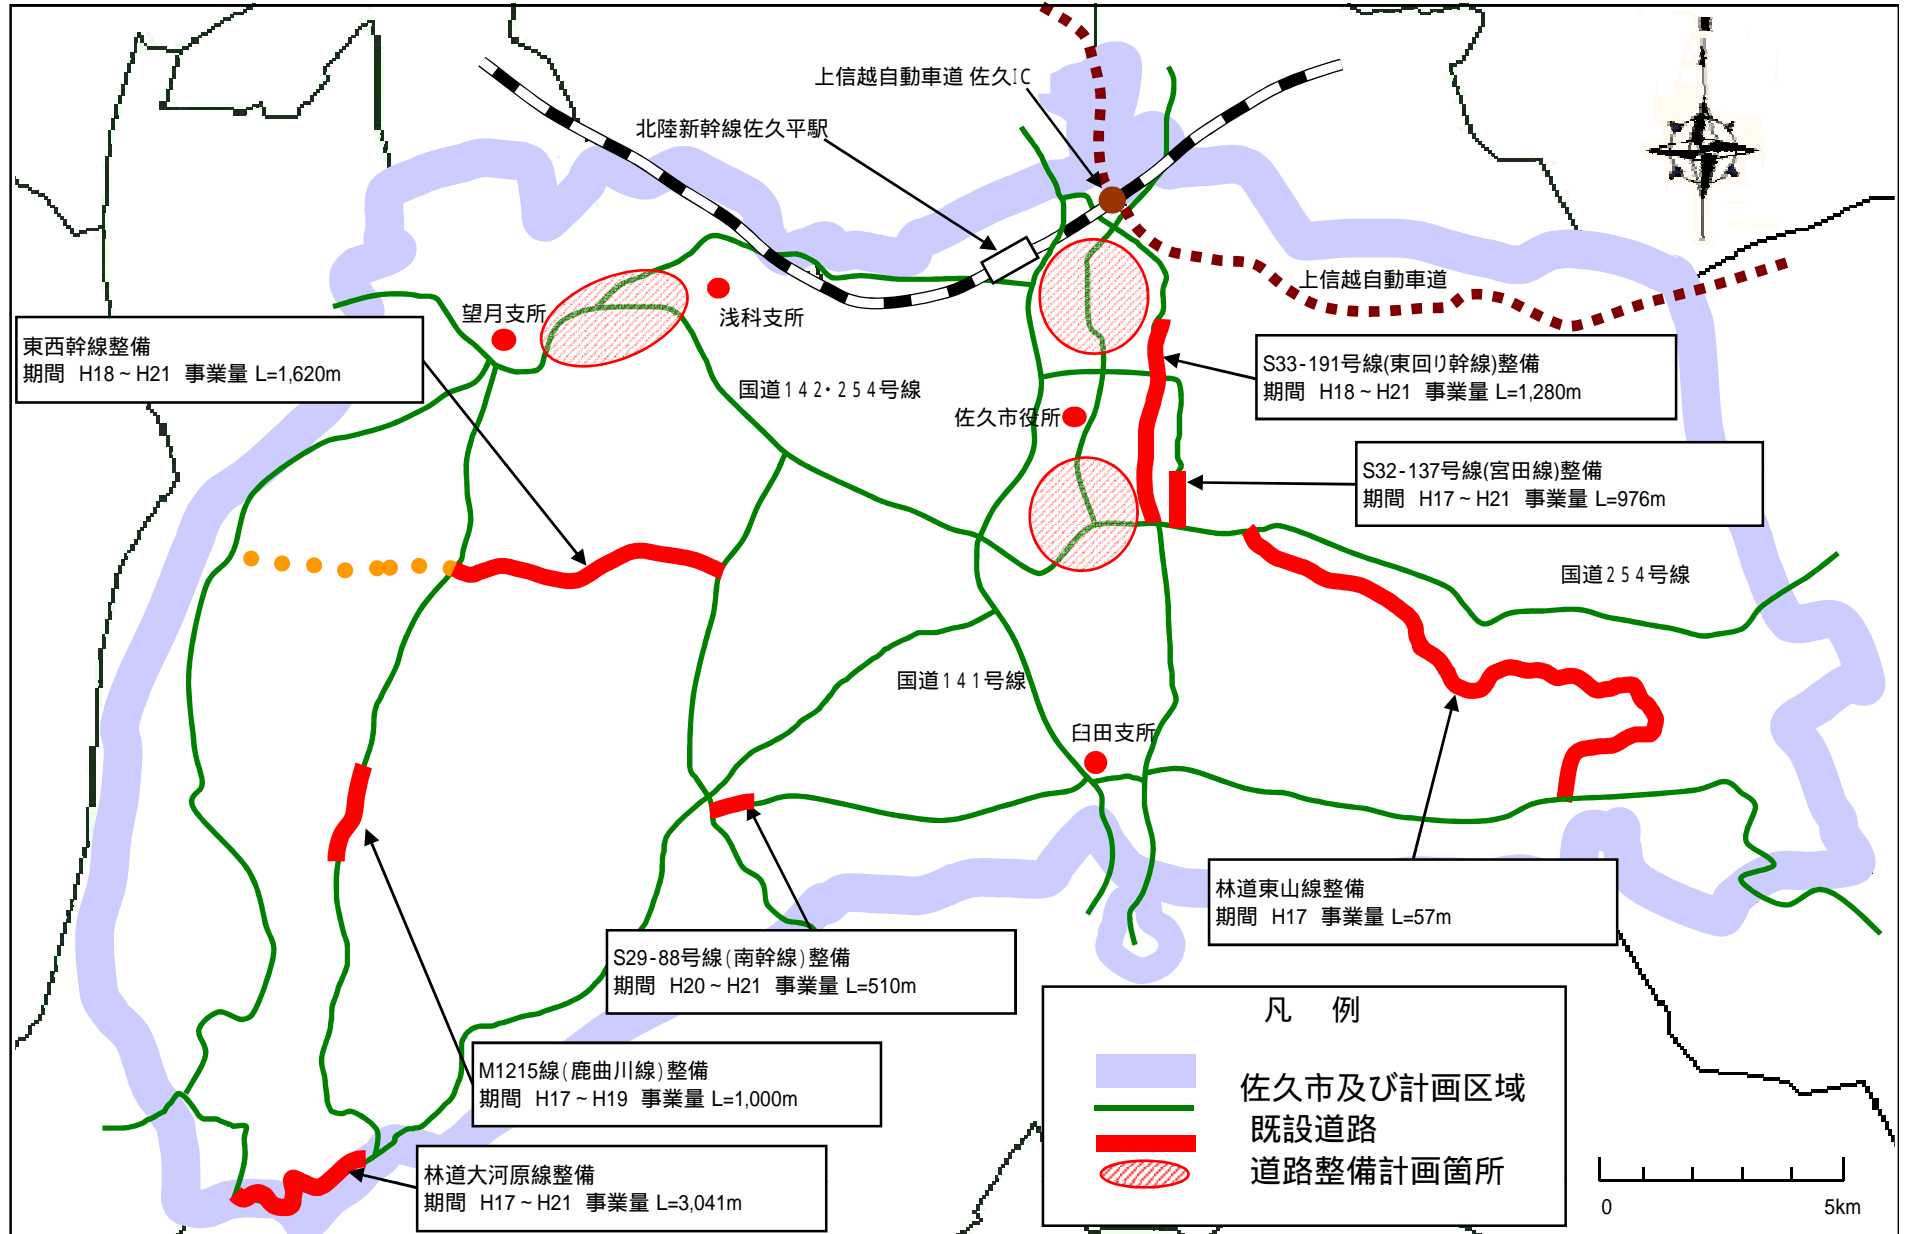 上信越自動車道 佐久IC
北陸新幹線佐久平駅
上信越自動車道
望月支所
浅科支所
東西幹線整備
期間 H18~H21 事業量 L=1,620m
国道142・254号線
S33-191号線(東回り幹線)整備
期間 H18~H21 事業量 L=1,280m
佐久市役所
S32-137号線(宮田線)整備
期間 H17~H21 事業量 L=976m
国道254号線
国道141号線
臼田支所
林道東山線整備
期間 H17 事業量 L=57m
S29-88号線(南幹線)整備
期間 H20~H21 事業量 L=510m
M1215線(鹿曲川線)整備
期間 H17~H19 事業量 L=1,000m
林道大河原線整備
期間 H17~H21 事業量 L=3,041m
凡 例
佐久市及び計画区域
既設道路
道路整備計画箇所
0 5km